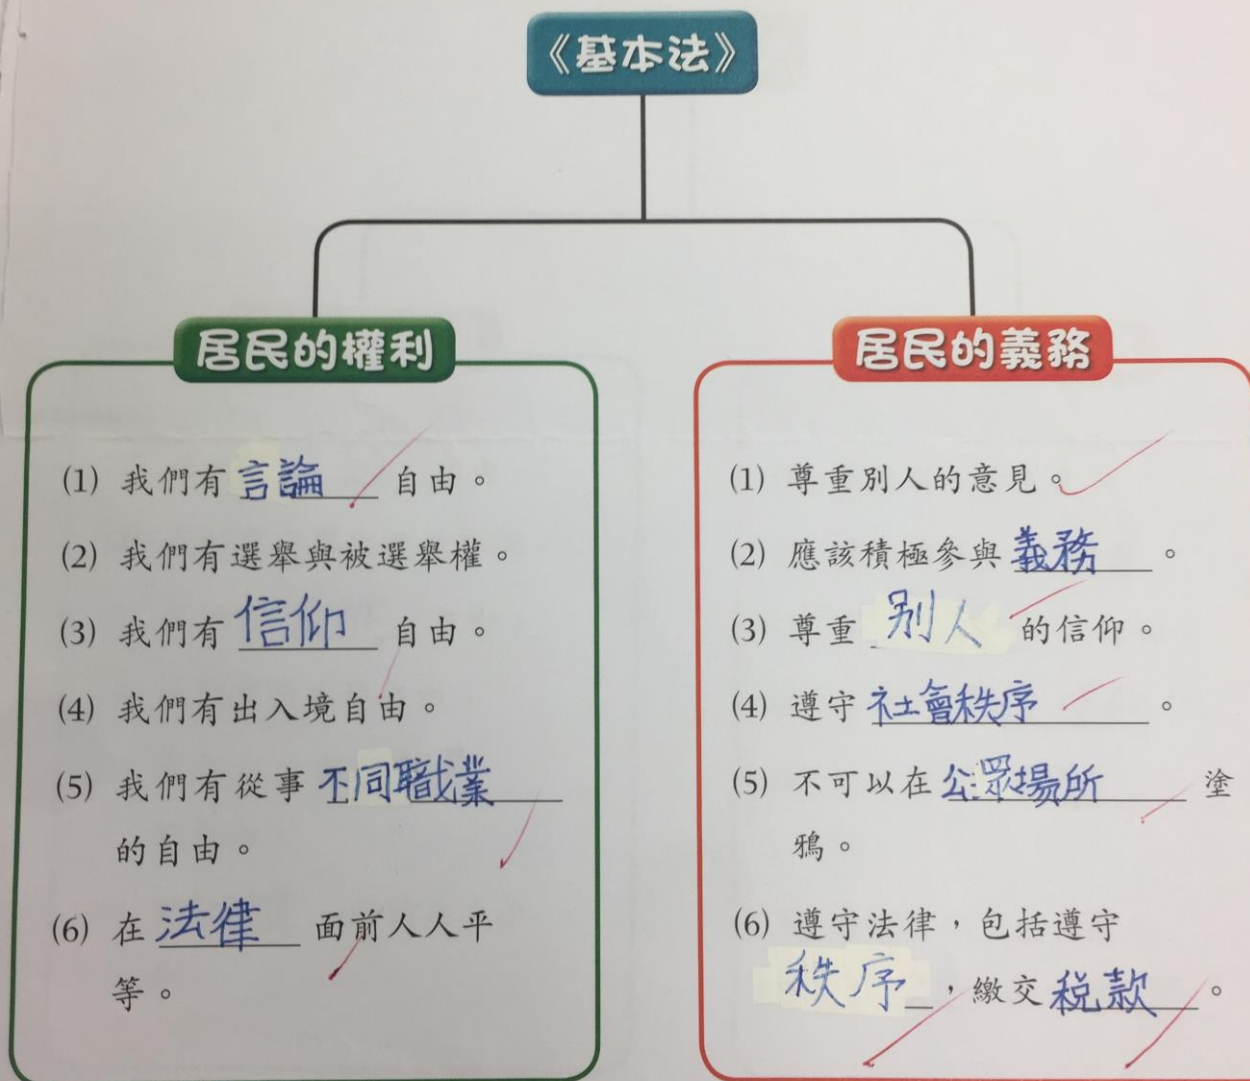 《基本法》
居民的權利
(1) 我們有言論自由。
(2) 我們有選舉與被選舉權。
(3) 我們有信仰自由。
(4) 我們有出入境自由。
(5) 我們有從事不同職業
的自由。
(6) 在法律面前人人平
等。
居民的義務
(1) 尊重別人的意見。
(2) 應該積極參與義務。
(3) 尊重别人的信仰。
(4) 遵守社會秩序。
(5) 不可以在公眾場所塗
鴉。
(6) 遵守法律，包括遵守
秩序，繳交税款。